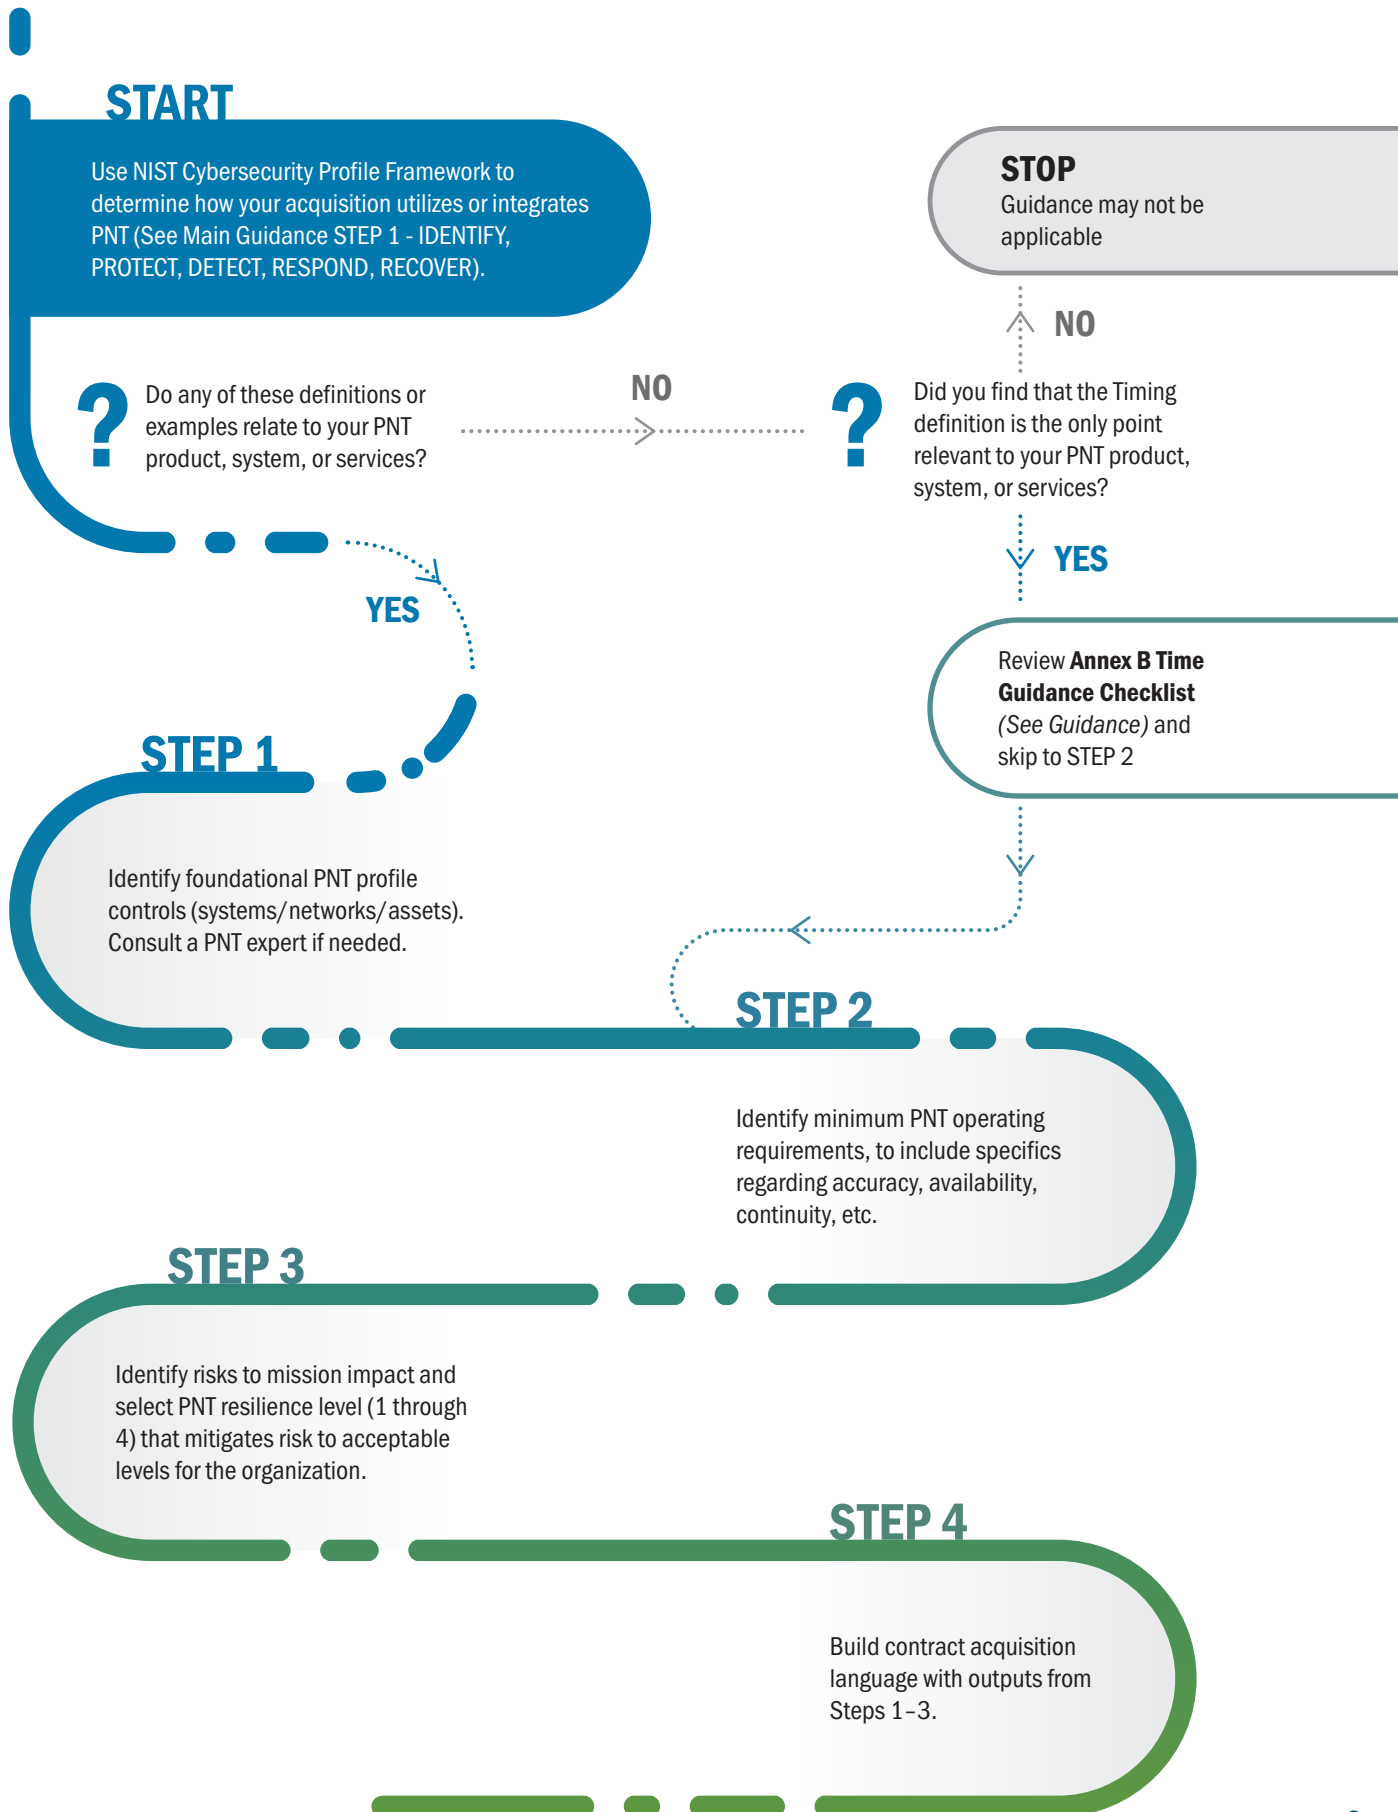 START
Use NIST Cybersecurity Profile Framework to
determine how your acquisition utilizes or integrates
PNT (See Main Guidance STEP 1 - IDENTIFY,
PROTECT, DETECT, RESPOND, RECOVER).
STOP
Guidance may not be
applicable
NO
?
Do any of these definitions or
examples relate to your PNT
product, system, or services?
NO
?
Did you find that the Timing
definition is the only point
relevant to your PNT product,
system, or services?
YES
YES
Review Annex B Time
Guidance Checklist
(See Guidance) and
skip to STEP 2
STEP 1
Identify foundational PNT profile
controls (systems/networks/assets).
Consult a PNT expert if needed.
STEP 2
Identify minimum PNT operating
requirements, to include specifics
regarding accuracy, availability,
continuity, etc.
STEP 3
Identify risks to mission impact and
select PNT resilience level (1 through
4) that mitigates risk to acceptable
levels for the organization.
STEP 4
Build contract acquisition
language with outputs from
Steps 1–3.